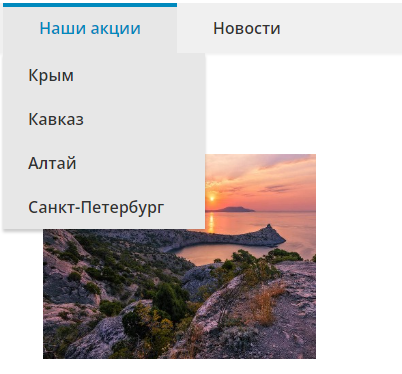 Наши акции Новости
Крым
Кавказ
Алтай
Санкт-Петербург